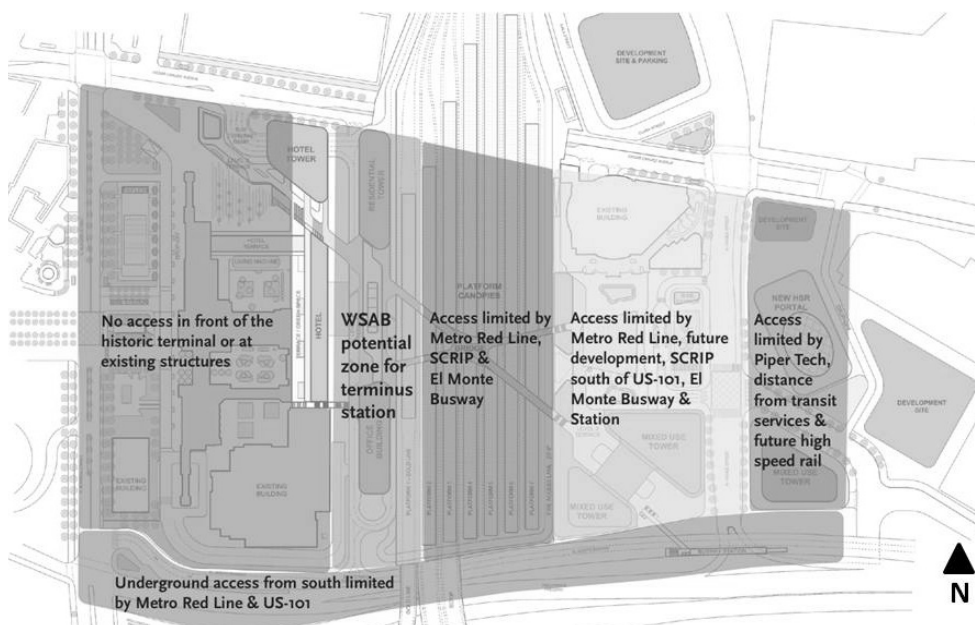 DEVELOPMENT
SITE & PARKING
HOTEL
TOWER
RESIDENTIAL
TOWER
EXISTING
BUILDING
DEVELOPMENT
SITE
PLATFORM
CANOPIES
NEW HSR
PORTAL
HOTEL
No access in front of the
historic terminal or at
existing structures
WSAB
potential
zone for
terminus
station
Access limited by
Metro Red Line,
SCRIP &
El Monte
Busway
Access limited by
Metro Red Line, future
development, SCRIP
south of US-101, El
Monte Busway &
Station
Access
limited by
Piper Tech,
distance
from transit
services &
future high
speed rail
DEVELOPMENT
SITE
OFFICE
BUILDING
MIXED USE
TOWER
MIXED USE
TOWER
MIXED USE
TOWER
EXISTING
BUILDING
EXISTING
BUILDING
Underground access from south limited
by Metro Red Line & US-101
N